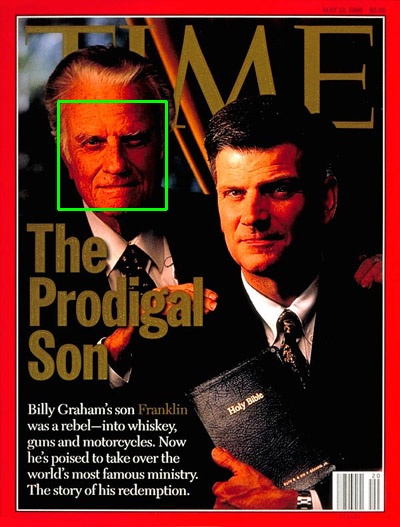 TIME
The
Prodigal
Son
Billy Graham's son Franklin
was a rebel—into whiskey,
guns and motorcycles. Now
he's poised to take over the
world's most famous ministry.
The story of his redemption.
Holy Bible
20